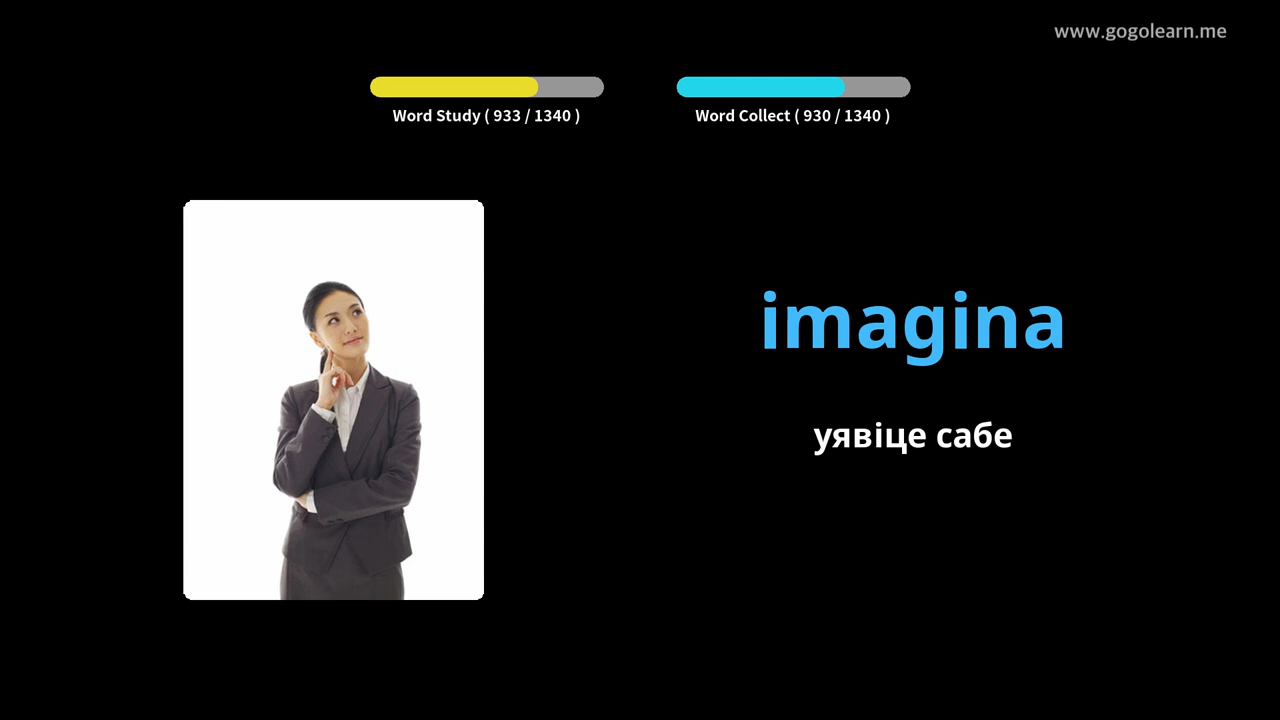 www.gogolearn.me
Word Study ( 933 / 1340 )
Word Collect ( 930 / 1340 )
imagina
уявіце сабе